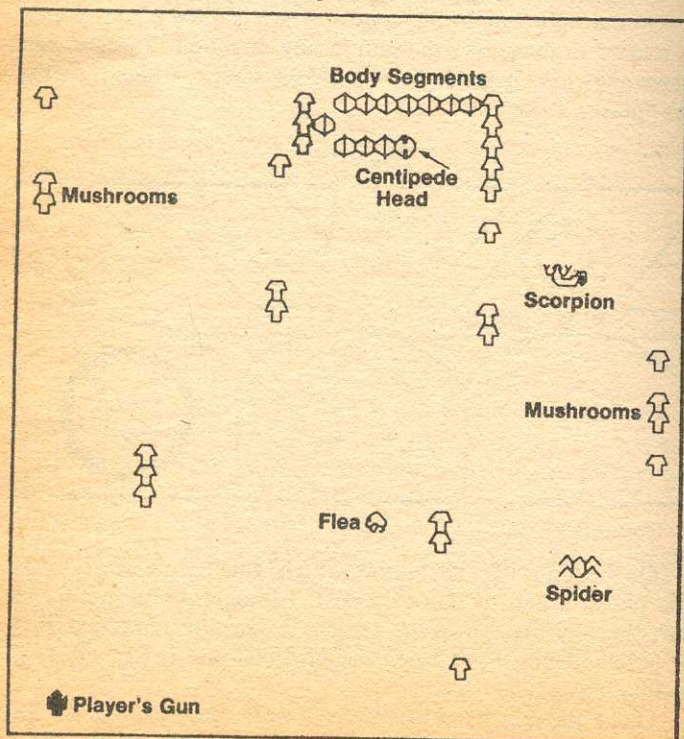 Body Segments
Centipede
Head
Mushrooms
Scorpion
Mushrooms
Flea
Spider
Player's Gun